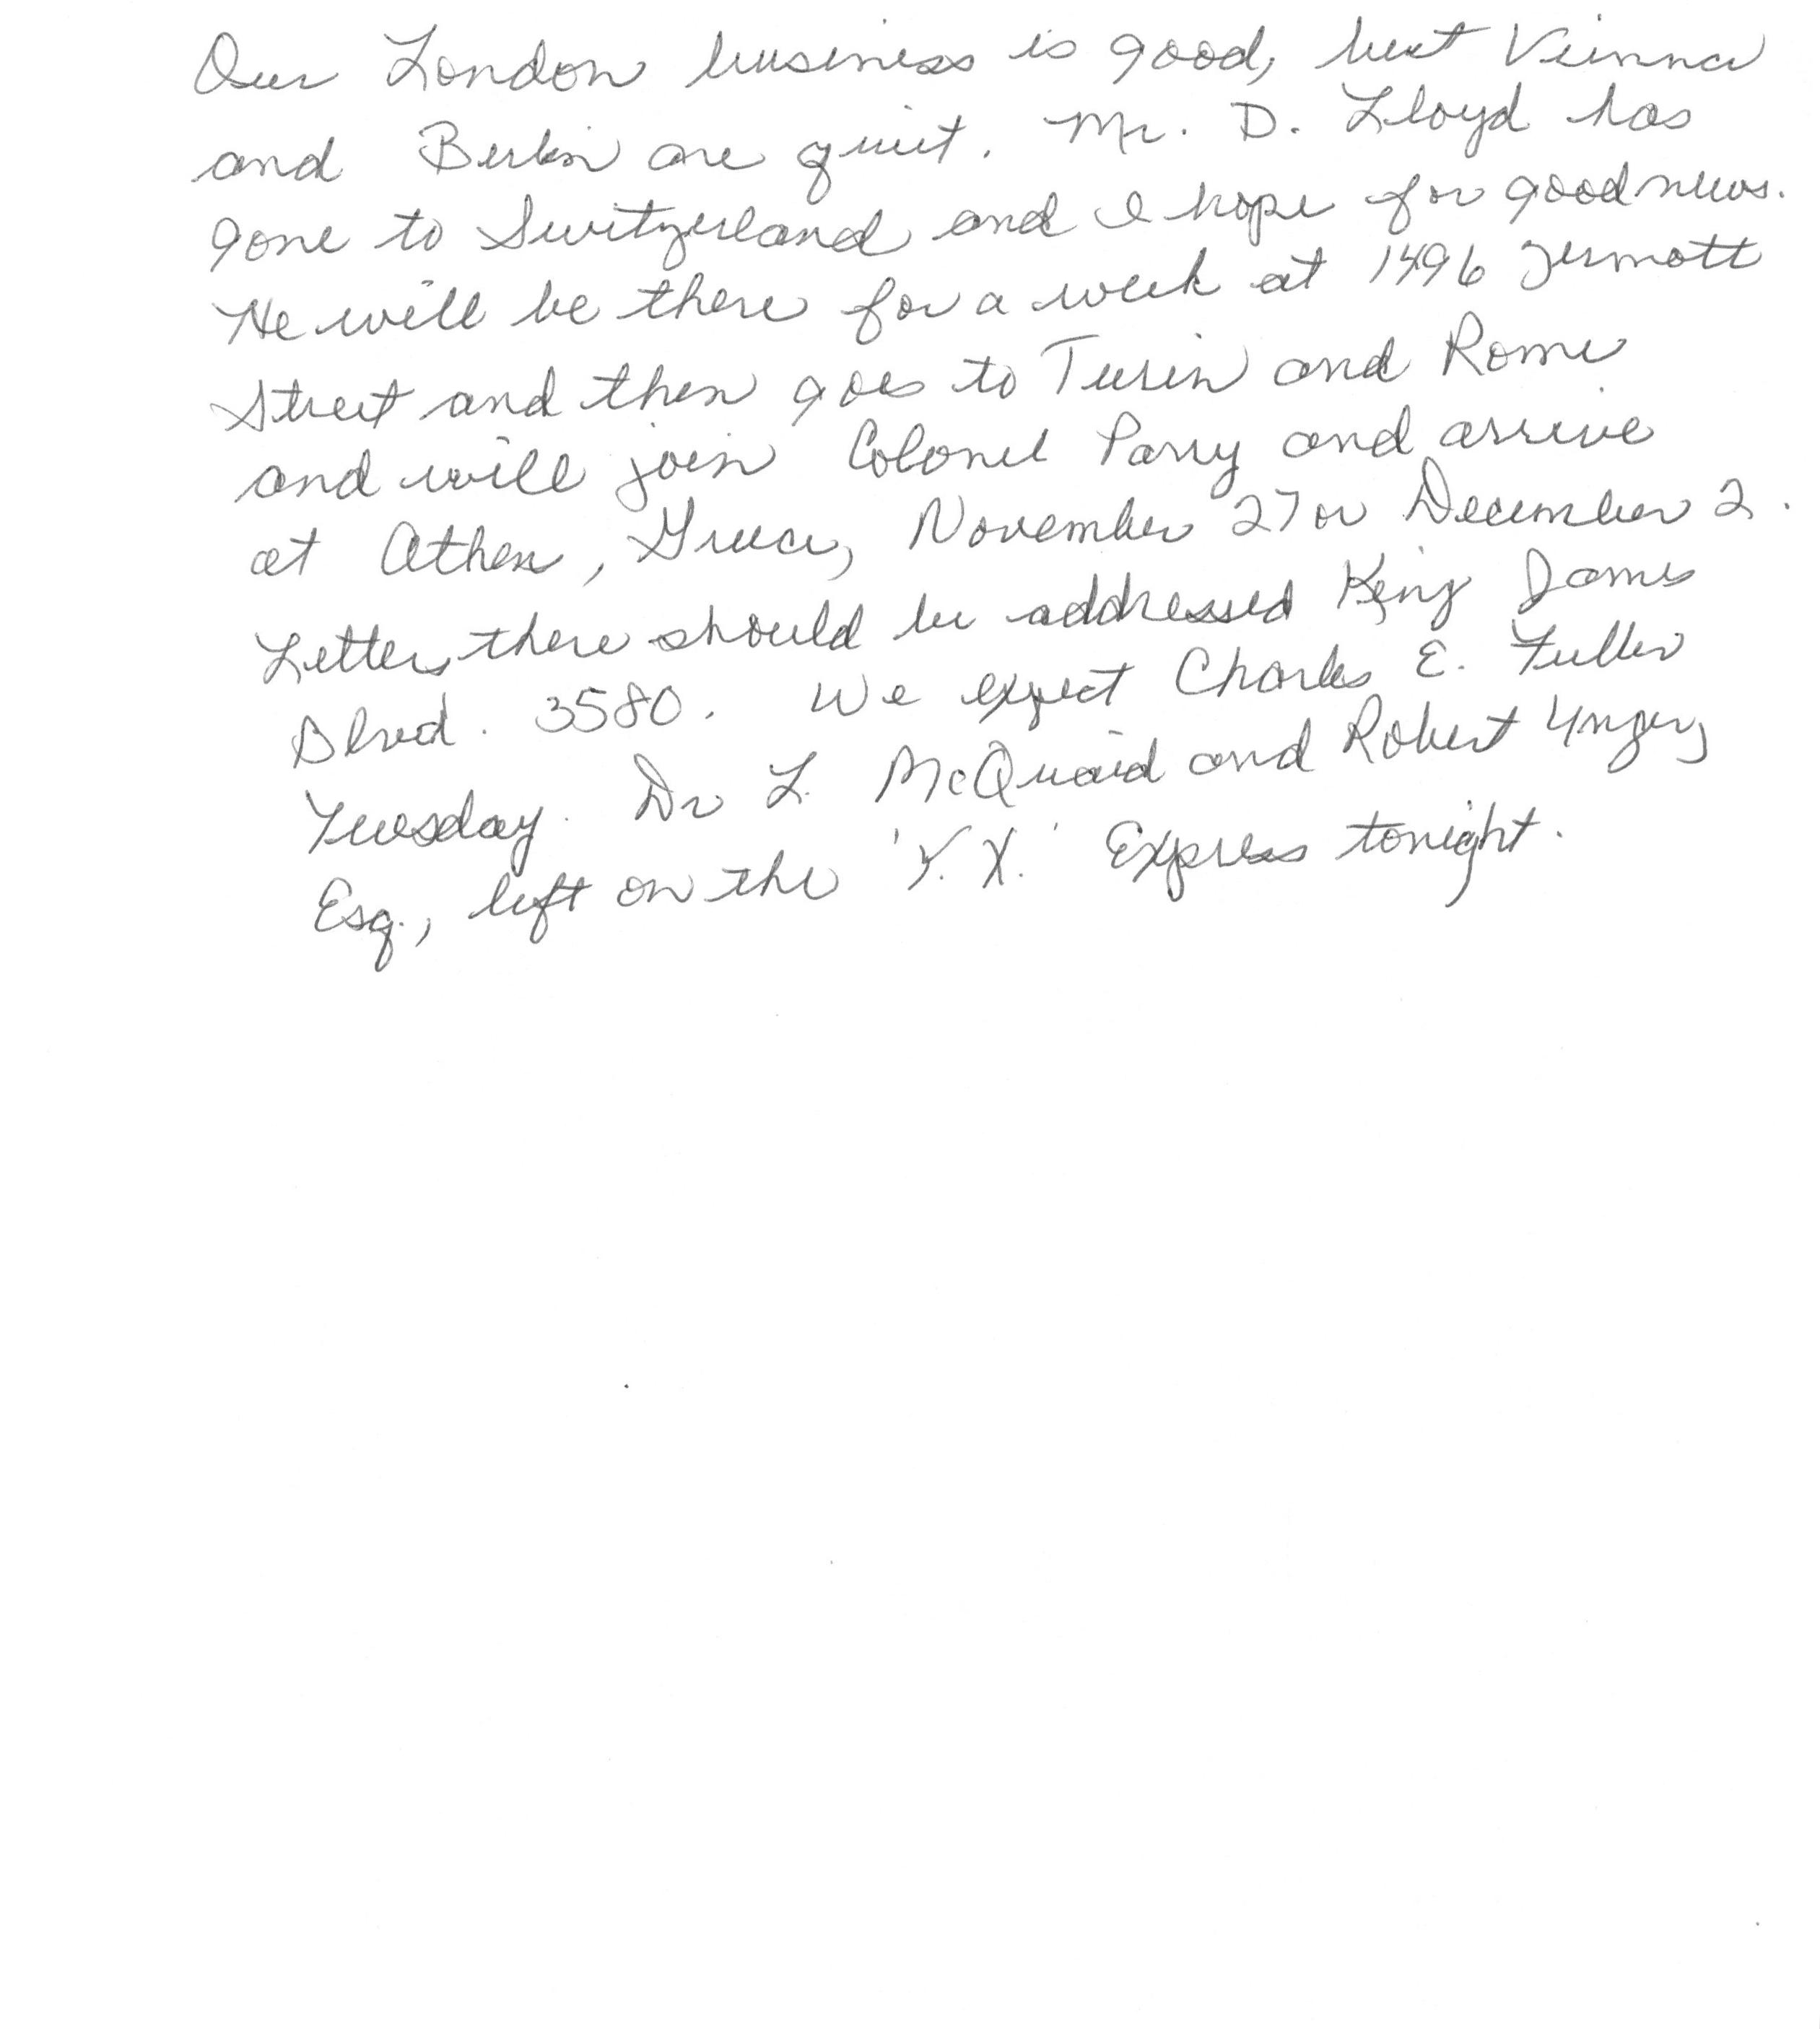 Our London business is good, but Vienna
and Berlin are quiet. Mr. D. Lloyd has
gone to Switzerland and I hope for good news.
He will be there for a week at 1496 Zermott
Street and then goes to Turin and Rome
and will join Colonel Parry and arrive
at Athens, Greece, November 27 or December 2.
Letters there should be addressed King James
Blvd. 3580. We expect Charles E. Fuller
Tuesday. Dr L. McQuaid and Robert Unger,
Esq., left on the 'Y.X.' Express tonight.